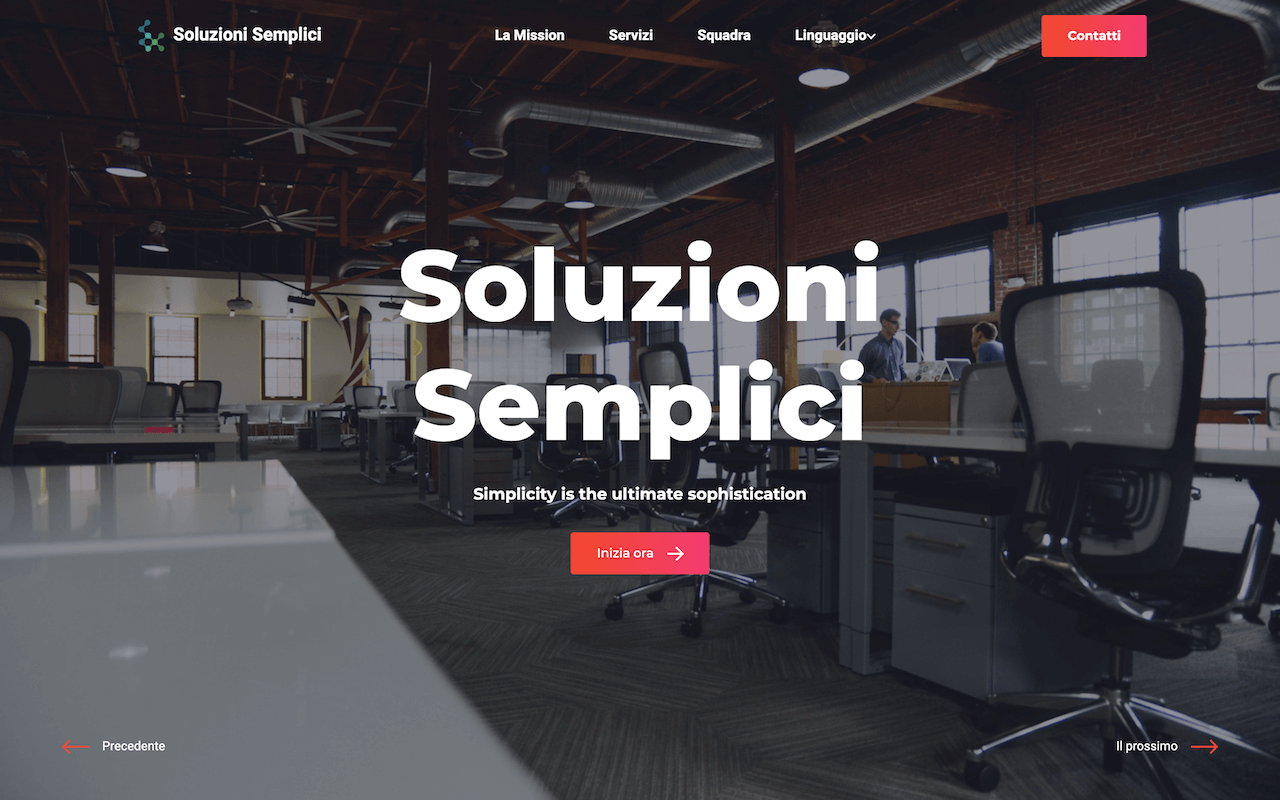 Soluzioni Semplici
La Mission
Servizi
Squadra
Linguaggio
Contatti
Soluzioni
Semplici
Simplicity is the ultimate sophistication
Inizia ora
Precedente
Il prossimo